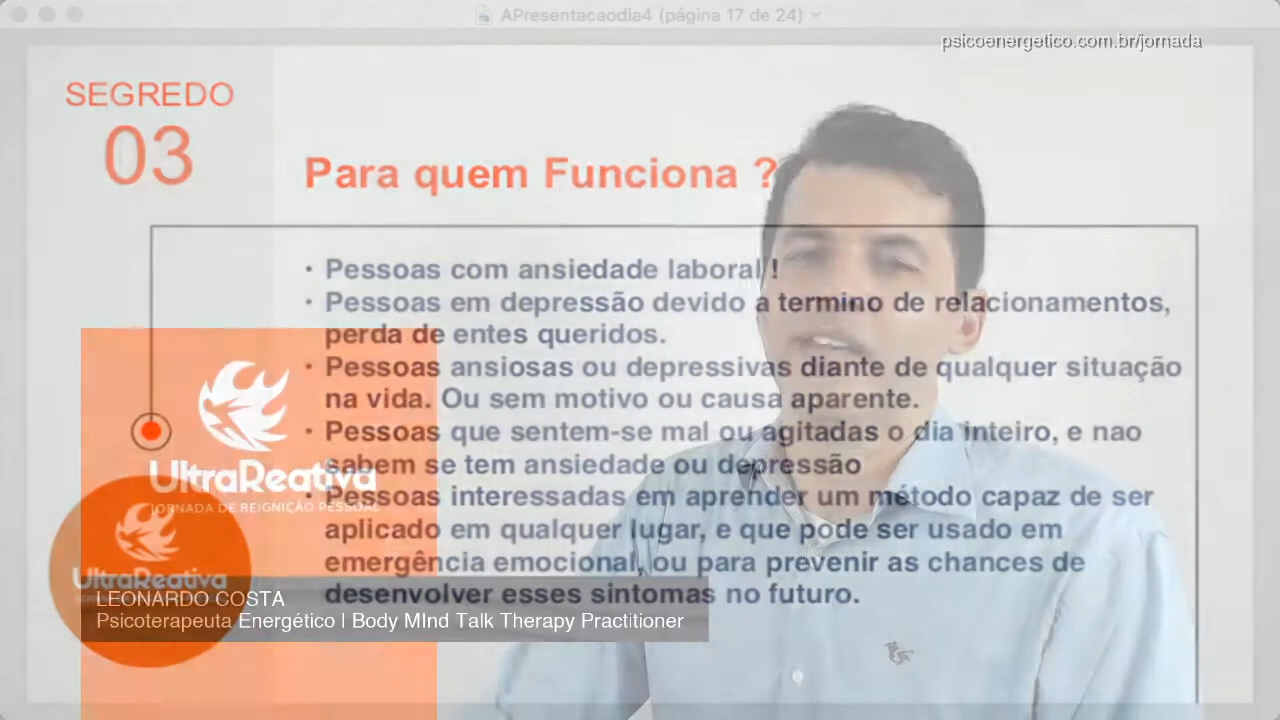 APresentacaodia4 (página 17 de 24)
psicoenergetico.com.br/jornada
SEGREDO
03
Para quem Funciona ?
• Pessoas com ansiedade laboral !
• Pessoas em depressão devido a termino de relacionamentos,
perda de entes queridos.
• Pessoas ansiosas ou depressivas diante de qualquer situação
na vida. Ou sem motivo ou causa aparente.
• Pessoas que sentem-se mal ou agitadas o dia inteiro, e nao
sabem se tem ansiedade ou depressão
• Pessoas interessadas em aprender um método capaz de ser
aplicado em qualquer lugar, e que pode ser usado em
emergência emocional, ou para prevenir as chances de
desenvolver esses sintomas no futuro.
UltraReativa
JORNADA DE REIGNIÇÃO PESSOAL
UltraReativa
LEONARDO COSTA
Psicoterapeuta Energético | Body MInd Talk Therapy Practitioner